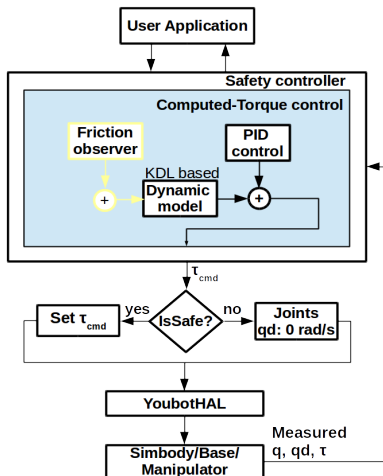 User Application
Safety controller
Computed-Torque control
Friction
observer
PID
control
KDL based
Dynamic
model
+
+
τcmd
yes
IsSafe?
no
Set τcmd
Joints
qd: 0 rad/s
YoubotHAL
Measured
q, qd, τ
Simbody/Base/
Manipulator